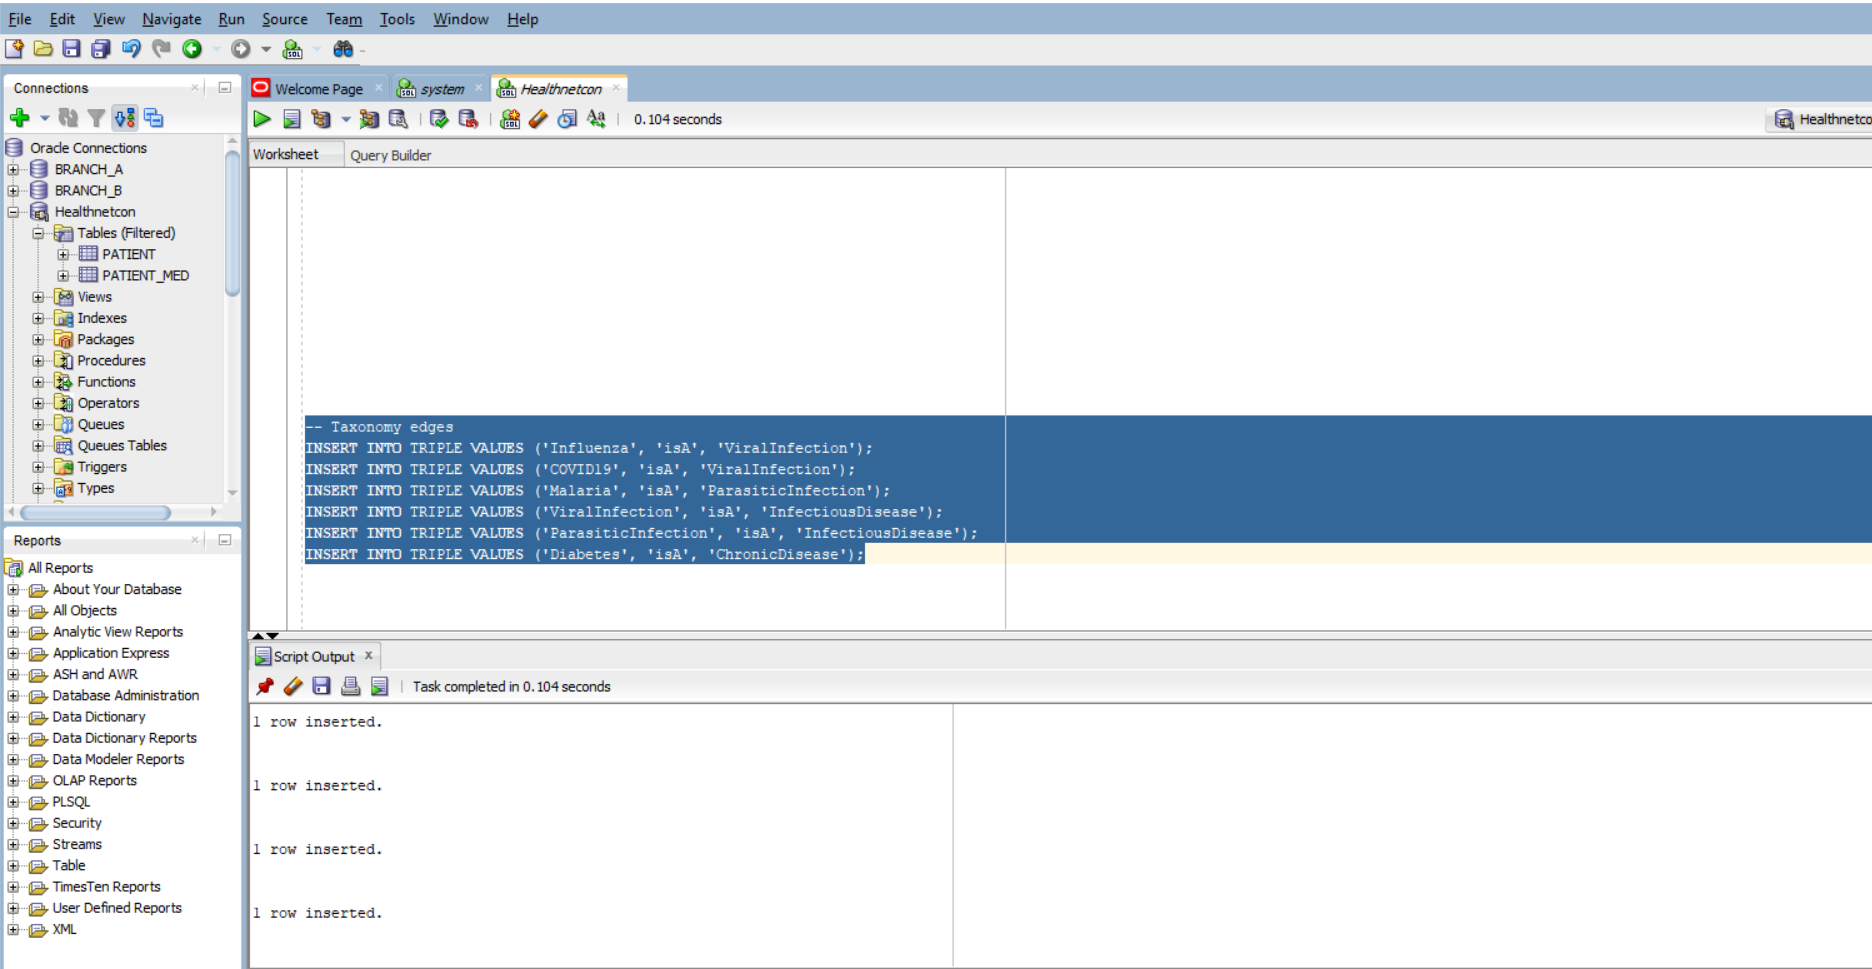 File Edit View Navigate Run Source Team Tools Window Help
Connections
Oracle Connections
BRANCH_A
BRANCH_B
Healthnetcon
Tables (Filtered)
PATIENT
PATIENT_MED
Views
Indexes
Packages
Procedures
Functions
Operators
Queues
Queues Tables
Triggers
Types
Reports
All Reports
About Your Database
All Objects
Analytic View Reports
Application Express
ASH and AWR
Database Administration
Data Dictionary
Data Dictionary Reports
Data Modeler Reports
OLAP Reports
PLSQL
Security
Streams
Table
TimesTen Reports
User Defined Reports
XML
Welcome Page system Healthnetcon
0.104 seconds
Healthnetco
Worksheet Query Builder
-- Taxonomy edges
INSERT INTO TRIPLE VALUES ('Influenza', 'isA', 'ViralInfection');
INSERT INTO TRIPLE VALUES ('COVID19', 'isA', 'ViralInfection');
INSERT INTO TRIPLE VALUES ('Malaria', 'isA', 'ParasiticInfection');
INSERT INTO TRIPLE VALUES ('ViralInfection', 'isA', 'InfectiousDisease');
INSERT INTO TRIPLE VALUES ('ParasiticInfection', 'isA', 'InfectiousDisease');
INSERT INTO TRIPLE VALUES ('Diabetes', 'isA', 'ChronicDisease');
Script Output
Task completed in 0.104 seconds
1 row inserted.
1 row inserted.
1 row inserted.
1 row inserted.